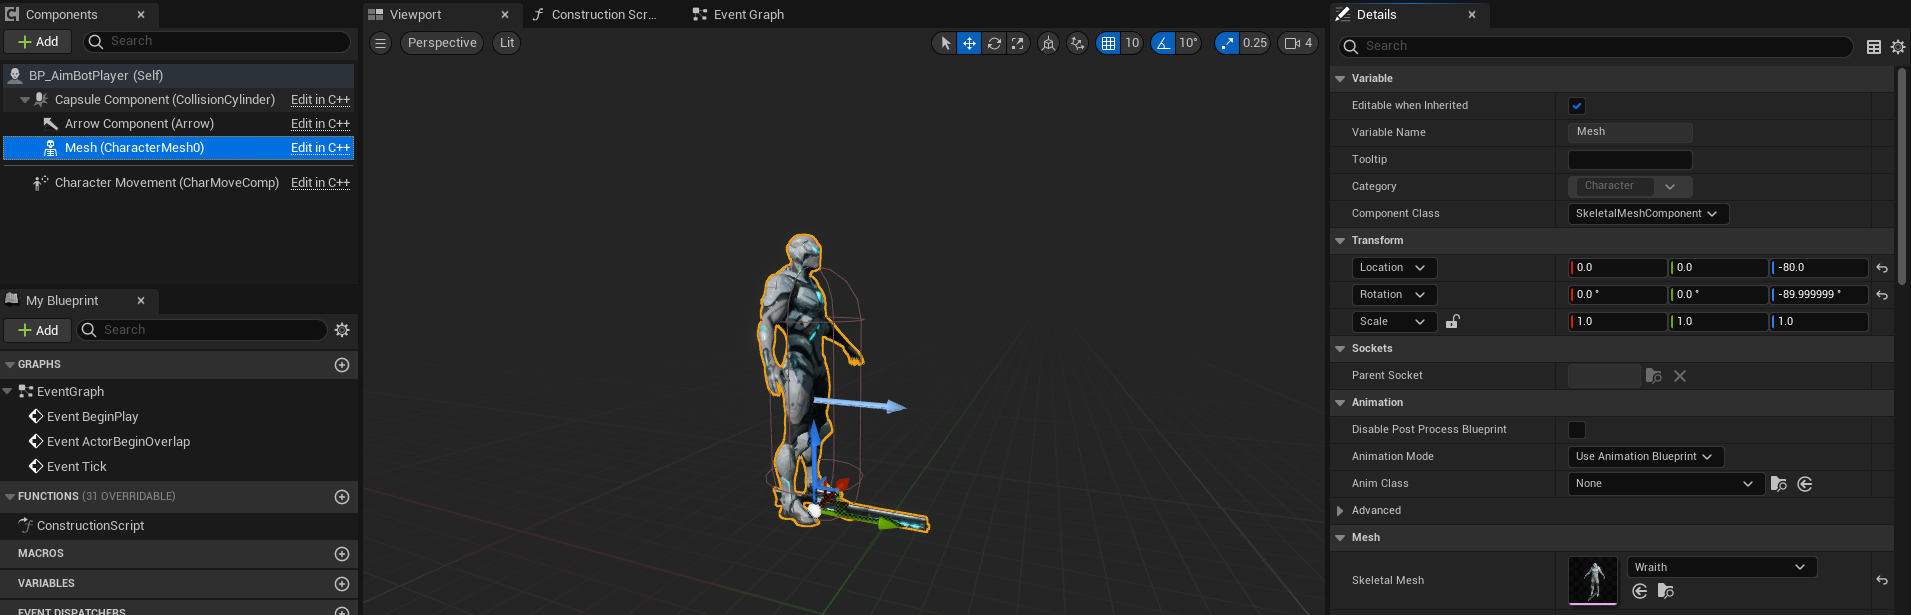 Components
Add
Search
BP_AimBotPlayer (Self)
Capsule Component (CollisionCylinder) Edit in C++
Arrow Component (Arrow) Edit in C++
Mesh (CharacterMesh0) Edit in C++
Character Movement (CharMoveComp) Edit in C++
My Blueprint
Add
Search
GRAPHS
EventGraph
Event BeginPlay
Event ActorBeginOverlap
Event Tick
FUNCTIONS (31 OVERRIDABLE)
ConstructionScript
MACROS
VARIABLES
EVENT DISPATCHERS
Viewport
Construction Scr...
Event Graph
Perspective
Lit
10
10°
0.25
4
Details
Search
Variable
Editable when Inherited
Variable Name Mesh
Tooltip
Category Character
Component Class SkeletalMeshComponent
Transform
Location 0.0 0.0 -80.0
Rotation 0.0 ° 0.0 ° -89.999999 °
Scale 1.0 1.0 1.0
Sockets
Parent Socket
Animation
Disable Post Process Blueprint
Animation Mode Use Animation Blueprint
Anim Class None
Advanced
Mesh
Skeletal Mesh Wraith